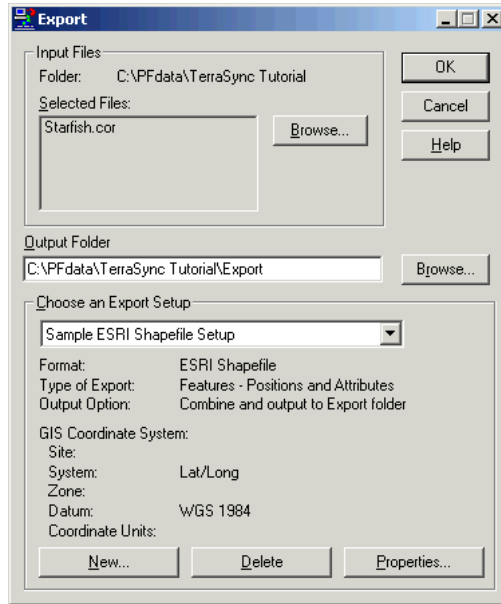 Export
Input Files
Folder: C:\PFdata\TerraSync Tutorial
Selected Files:
Starfish.cor
Browse...
OK
Cancel
Help
Output Folder
C:\PFdata\TerraSync Tutorial\Export
Browse...
Choose an Export Setup
Sample ESRI Shapefile Setup
Format: ESRI Shapefile
Type of Export: Features - Positions and Attributes
Output Option: Combine and output to Export folder
GIS Coordinate System:
Site:
System: Lat/Long
Zone:
Datum: WGS 1984
Coordinate Units:
New... Delete Properties...